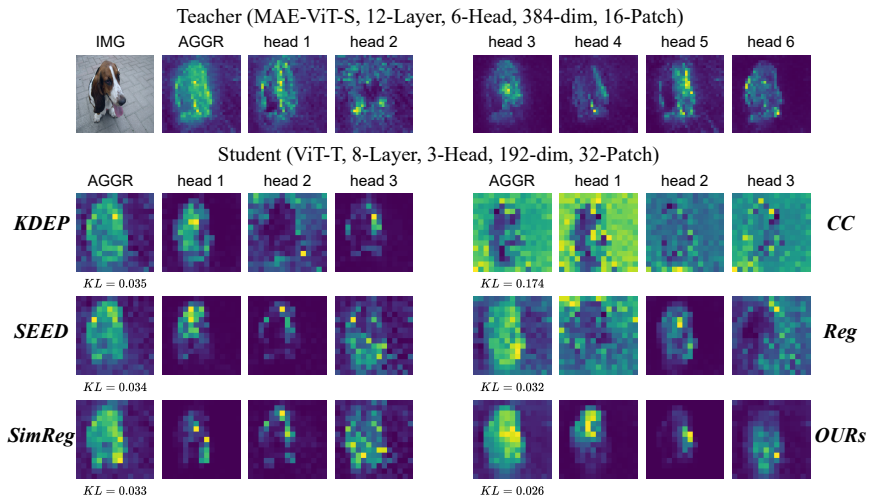 Teacher (MAE-ViT-S, 12-Layer, 6-Head, 384-dim, 16-Patch)
IMG AGGR head 1 head 2 head 3 head 4 head 5 head 6
Student (ViT-T, 8-Layer, 3-Head, 192-dim, 32-Patch)
AGGR head 1 head 2 head 3 AGGR head 1 head 2 head 3
KDEP CC
KL = 0.035 KL = 0.174
SEED Reg
KL = 0.034 KL = 0.032
SimReg OURs
KL = 0.033 KL = 0.026